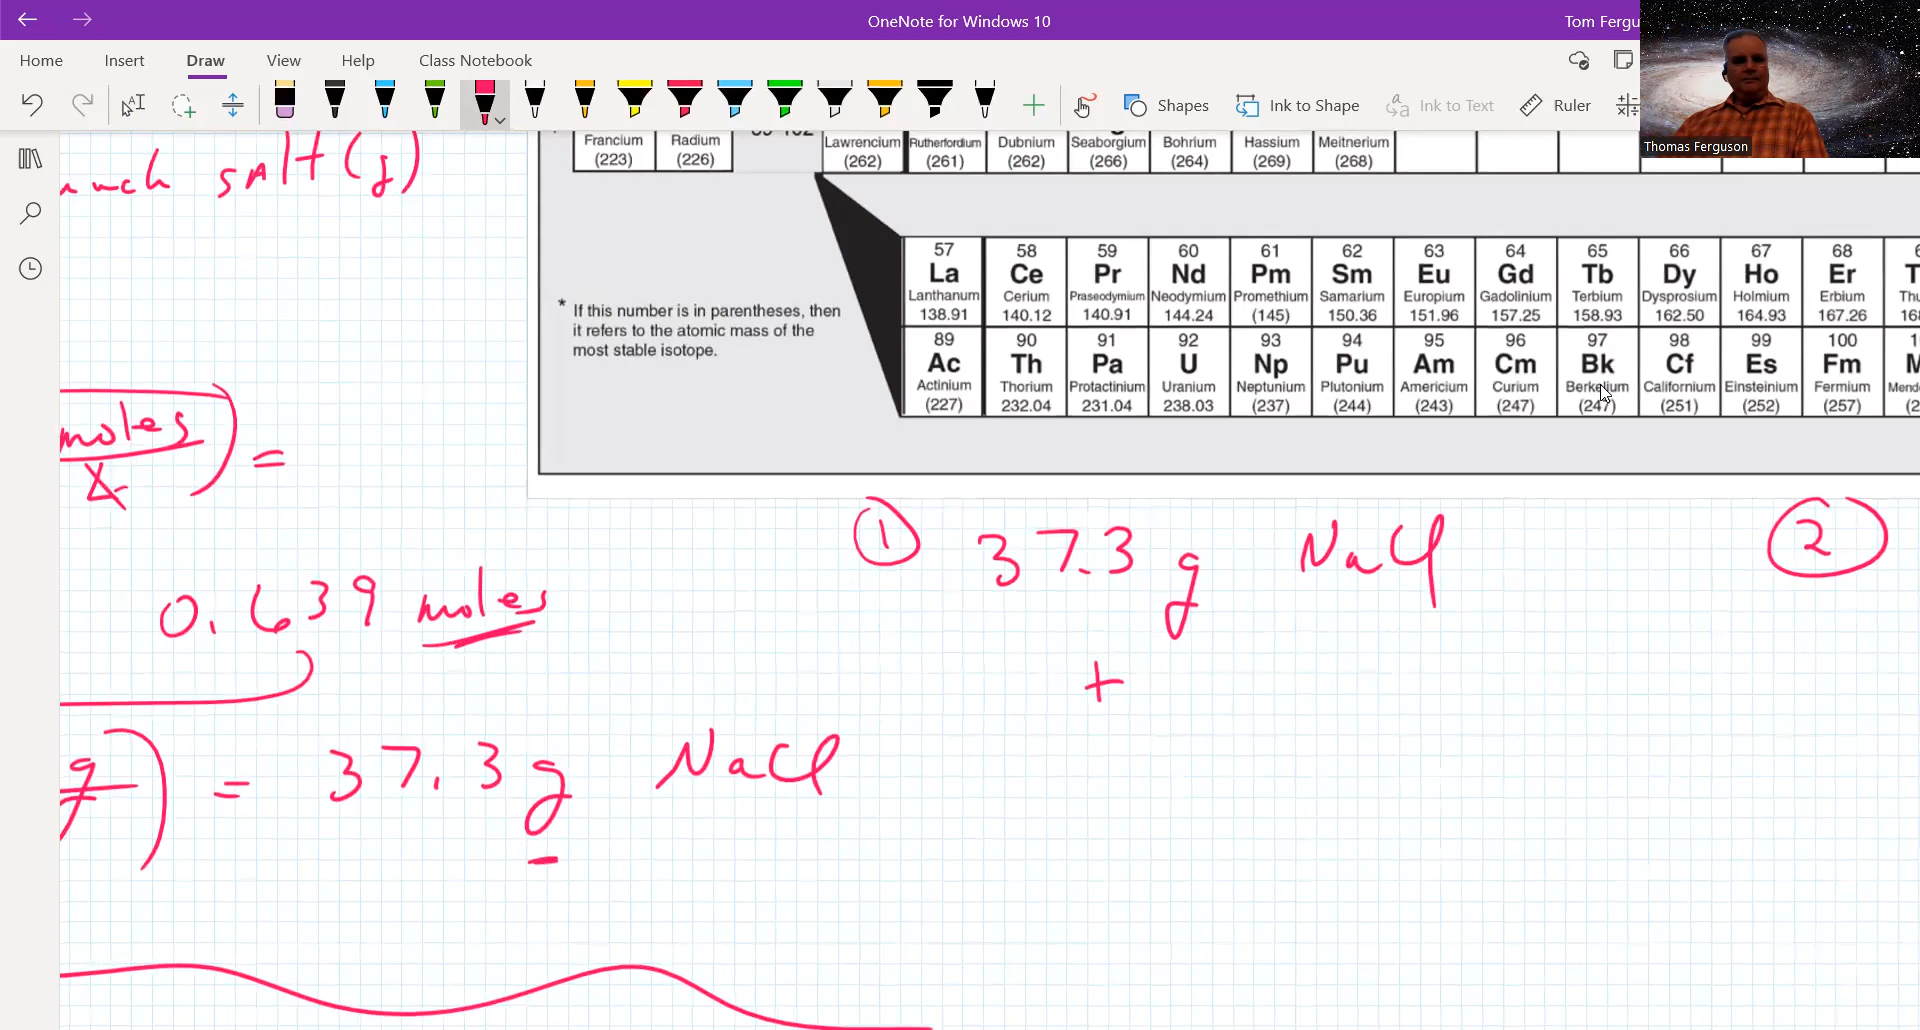 OneNote for Windows 10
Tom Fergu
Home Insert Draw View Help Class Notebook
Shapes Ink to Shape Ink to Text Ruler
Thomas Ferguson
salt (g)
Francium Radium Lawrencium Rutherfordium Dubnium Seaborgium Bohrium Hassium Meitnerium
(223) (226) (262) (261) (262) (266) (264) (269) (268)
57 58 59 60 61 62 63 64 65 66 67 68
La Ce Pr Nd Pm Sm Eu Gd Tb Dy Ho Er
Lanthanum Cerium Praseodymium Neodymium Promethium Samarium Europium Gadolinium Terbium Dysprosium Holmium Erbium
138.91 140.12 140.91 144.24 (145) 150.36 151.96 157.25 158.93 162.50 164.93 167.26
89 90 91 92 93 94 95 96 97 98 99 100
Ac Th Pa U Np Pu Am Cm Bk Cf Es Fm
Actinium Thorium Protactinium Uranium Neptunium Plutonium Americium Curium Berkelium Californium Einsteinium Fermium
(227) 232.04 231.04 238.03 (237) (244) (243) (247) (247) (251) (252) (257)
* If this number is in parentheses, then
it refers to the atomic mass of the
most stable isotope.
moles) =
1 37.3 g NaCl 2
+
0.639 moles
g) = 37.3 g NaCl